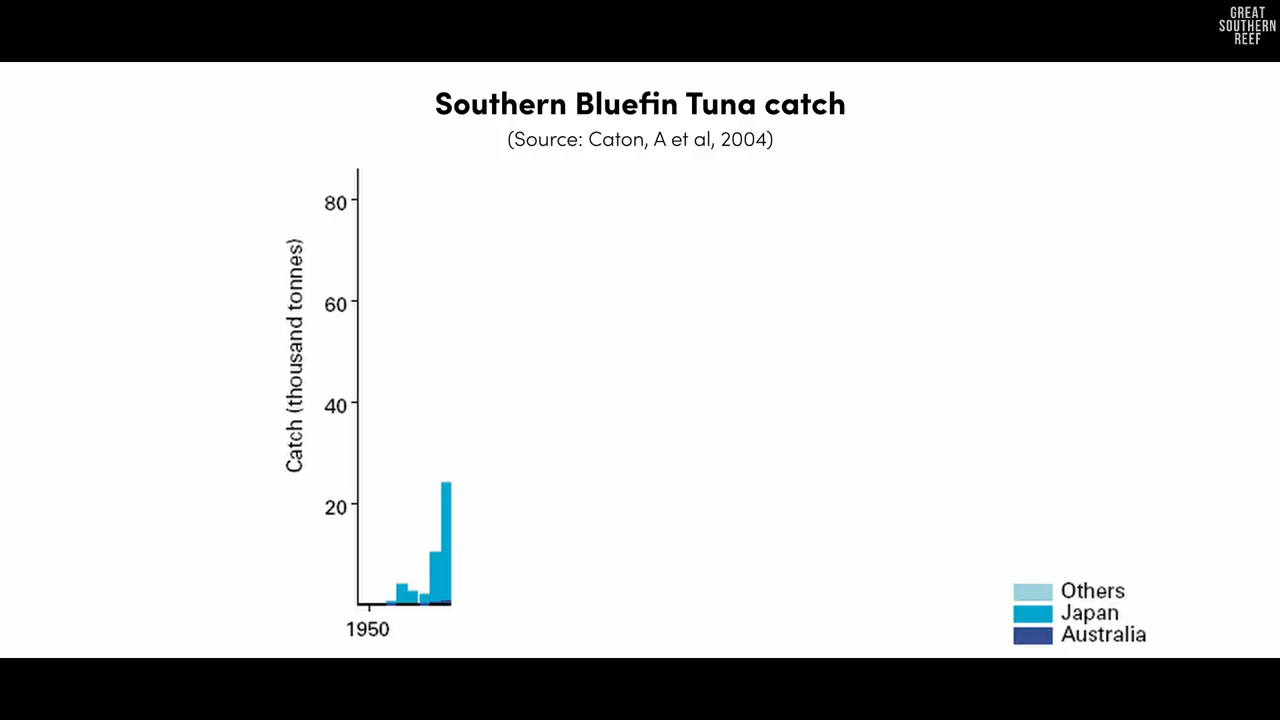 GREAT
SOUTHERN
REEF
Southern Bluefin Tuna catch
(Source: Caton, A et al, 2004)
Catch (thousand tonnes)
80
60
40
20
1950
Others
Japan
Australia